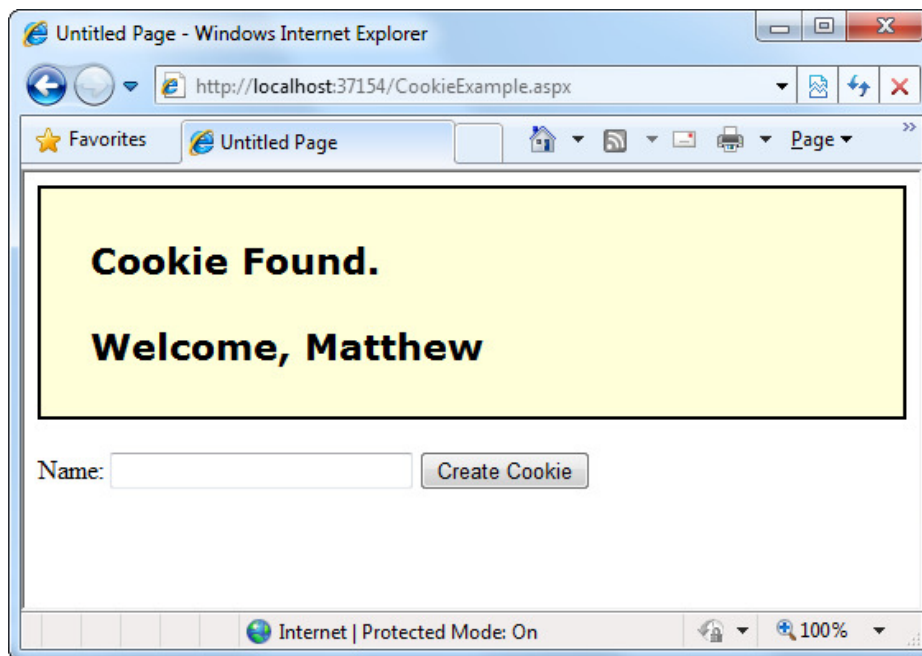 Untitled Page - Windows Internet Explorer
http://localhost:37154/CookieExample.aspx
Favorites
Untitled Page
Page
»
Cookie Found.
Welcome, Matthew
Name:
Create Cookie
Internet | Protected Mode: On
100%